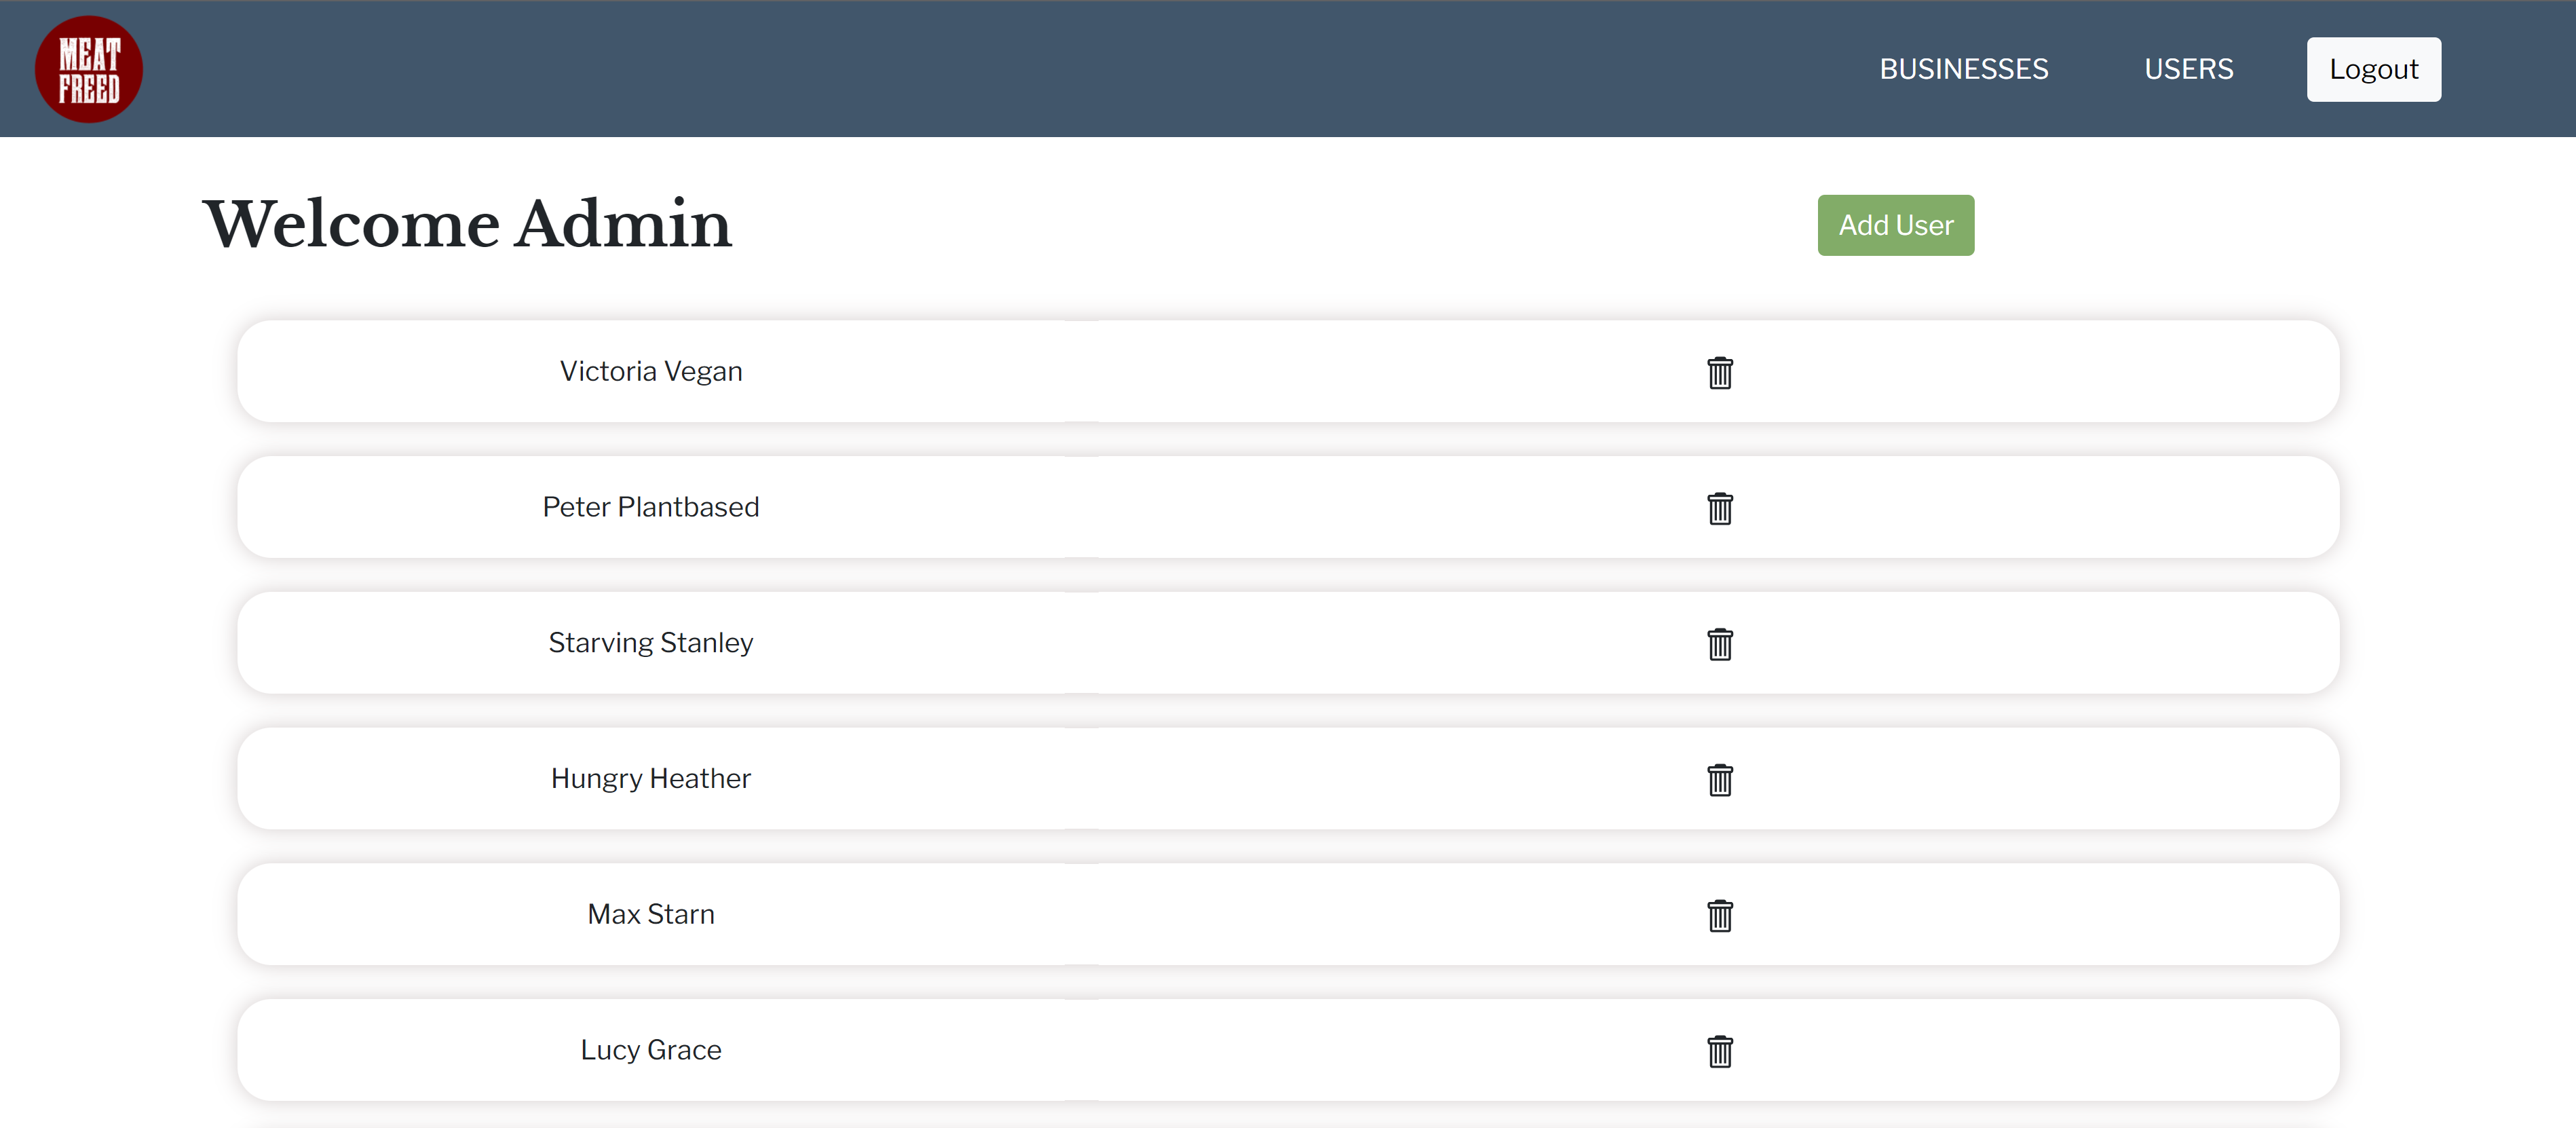 MEAT
FREED
BUSINESSES
USERS
Logout
Welcome Admin
Add User
Victoria Vegan
Peter Plantbased
Starving Stanley
Hungry Heather
Max Starn
Lucy Grace